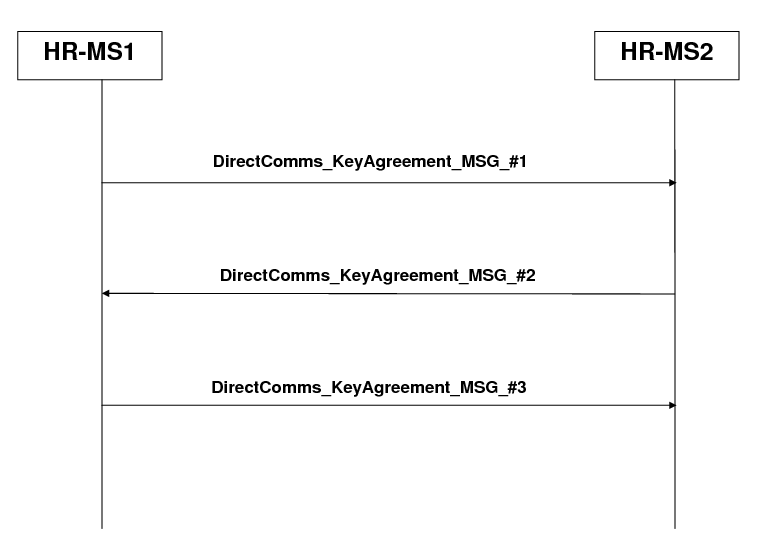 HR-MS1
HR-MS2
DirectComms_KeyAgreement_MSG_#1
DirectComms_KeyAgreement_MSG_#2
DirectComms_KeyAgreement_MSG_#3